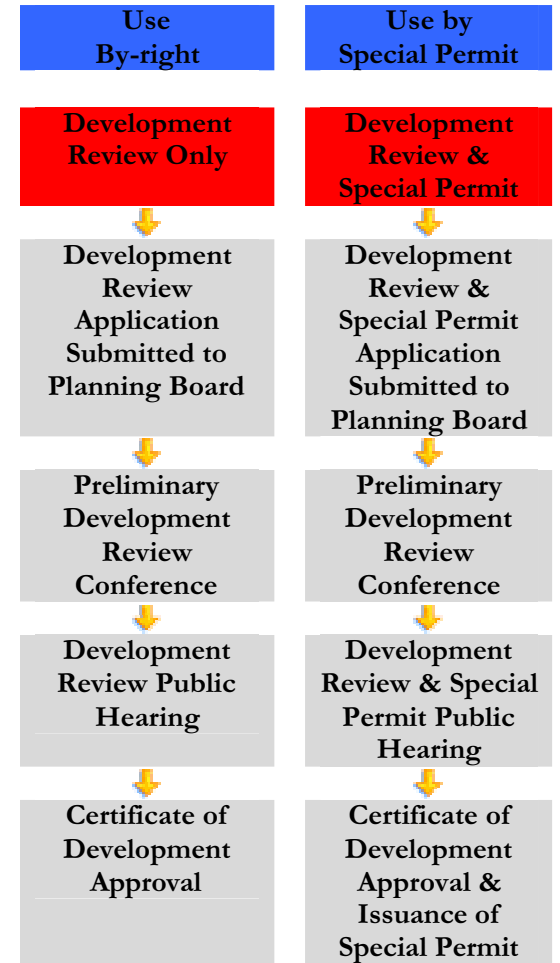 Use
By-right
Development
Review Only
Development
Review
Application
Submitted to
Planning Board
Preliminary
Development
Review
Conference
Development
Review Public
Hearing
Certificate of
Development
Approval
Use by
Special Permit
Development
Review &
Special Permit
Development
Review &
Special Permit
Application
Submitted to
Planning Board
Preliminary
Development
Review
Conference
Development
Review & Special
Permit Public
Hearing
Certificate of
Development
Approval &
Issuance of
Special Permit